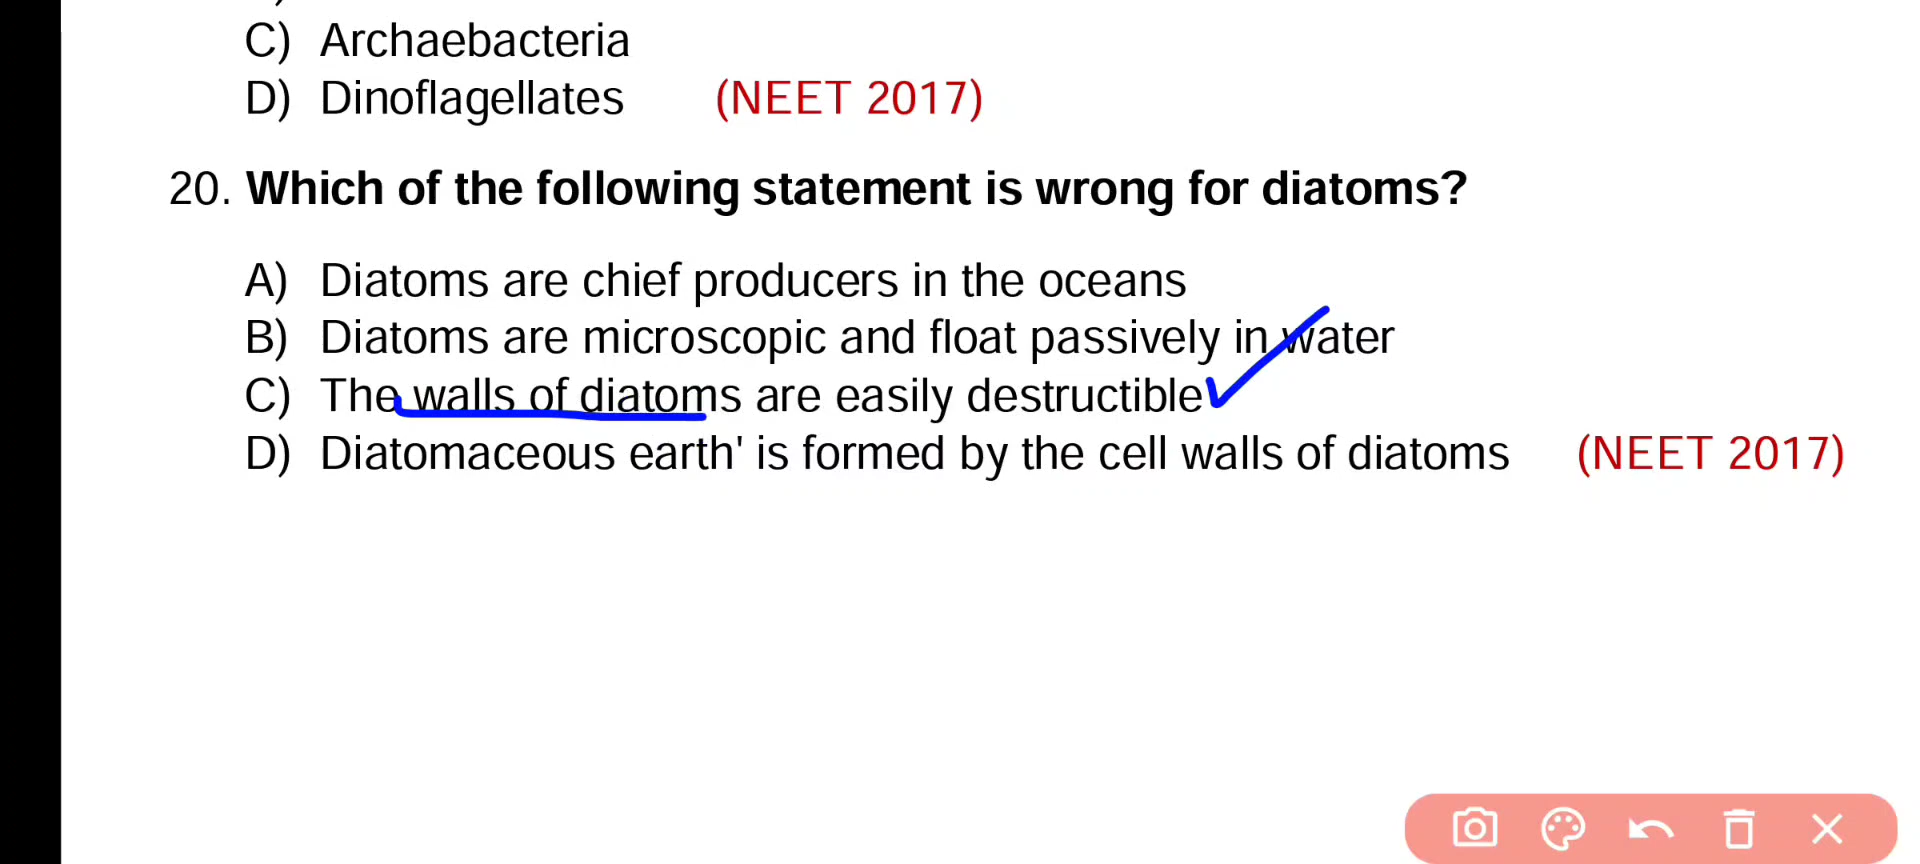 C) Archaebacteria
D) Dinoflagellates (NEET 2017)
20. Which of the following statement is wrong for diatoms?
A) Diatoms are chief producers in the oceans
B) Diatoms are microscopic and float passively in water
C) The walls of diatoms are easily destructible
D) Diatomaceous earth' is formed by the cell walls of diatoms (NEET 2017)